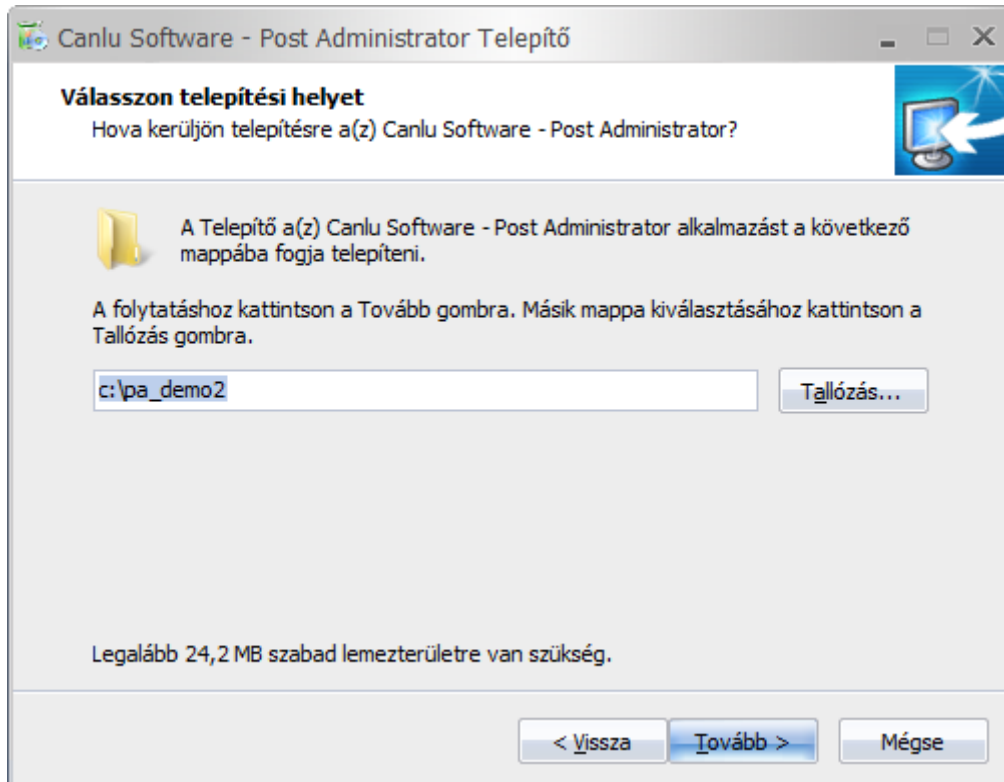 Canlu Software - Post Administrator Telepítő
Válasszon telepítési helyet
Hova kerüljön telepítésre a(z) Canlu Software - Post Administrator?
A Telepítő a(z) Canlu Software - Post Administrator alkalmazást a következő
mappába fogja telepíteni.
A folytatáshoz kattintson a Tovább gombra. Másik mappa kiválasztásához kattintson a
Tallózás gombra.
c:\pa_demo2
Tallózás...
Legalább 24,2 MB szabad lemezterületre van szükség.
< Vissza
Tovább >
Mégse